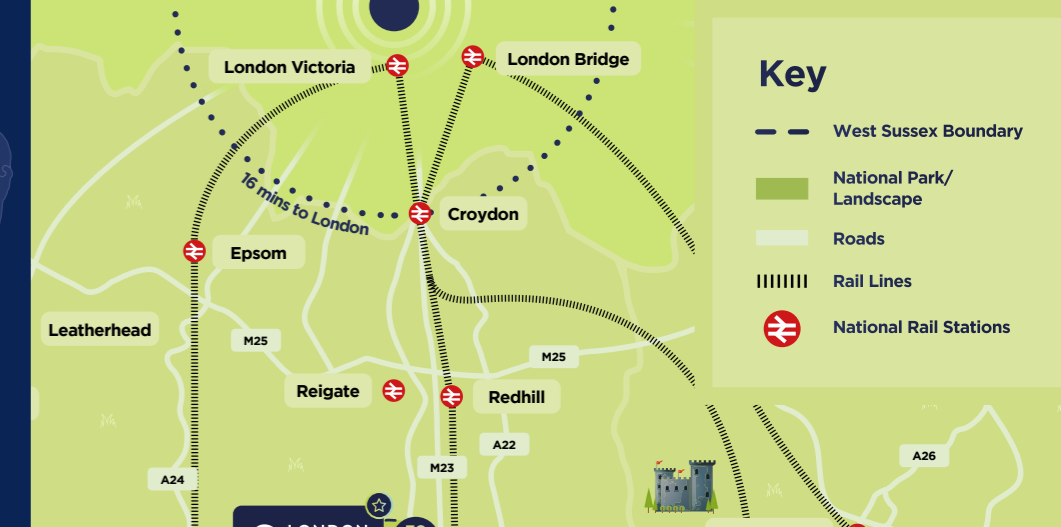 London Victoria
London Bridge
16 mins to London
Croydon
Epsom
Leatherhead
M25
M25
Reigate
Redhill
A22
M23
A24
LONDON
Key
West Sussex Boundary
National Park/
Landscape
Roads
Rail Lines
National Rail Stations
A26